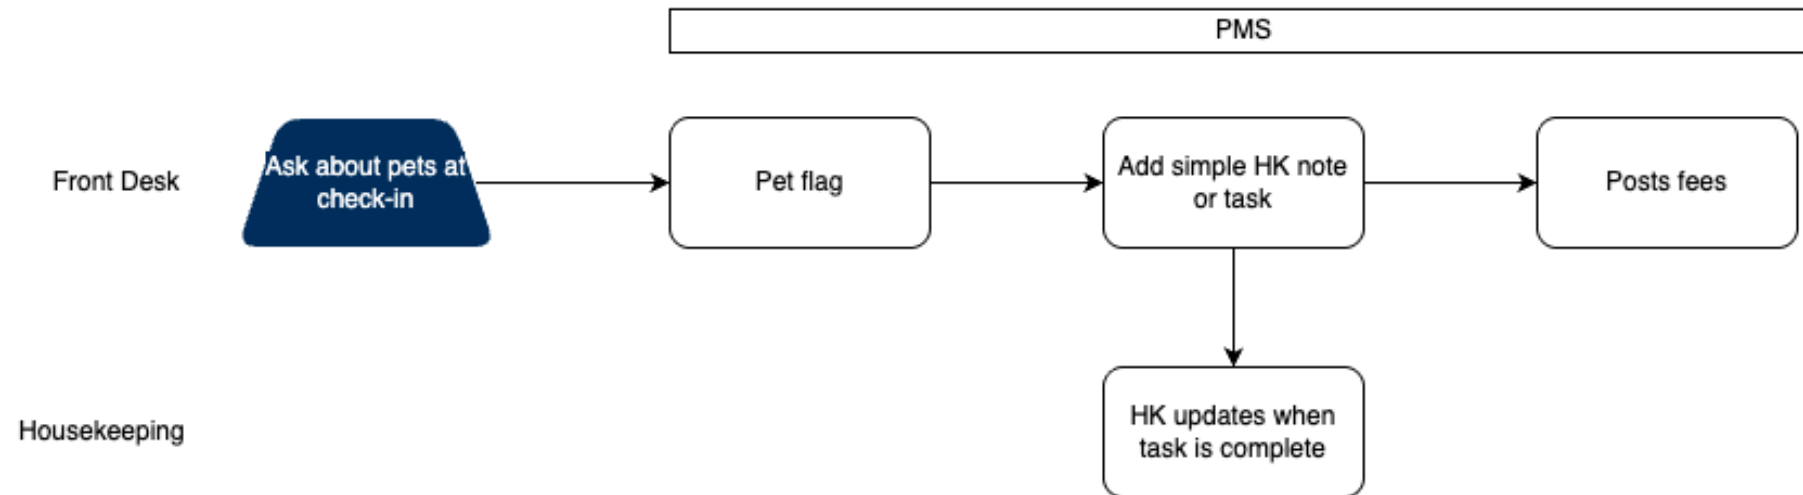 PMS
Front Desk
Ask about pets at
check-in
Pet flag
Add simple HK note
or task
Posts fees
Housekeeping
HK updates when
task is complete